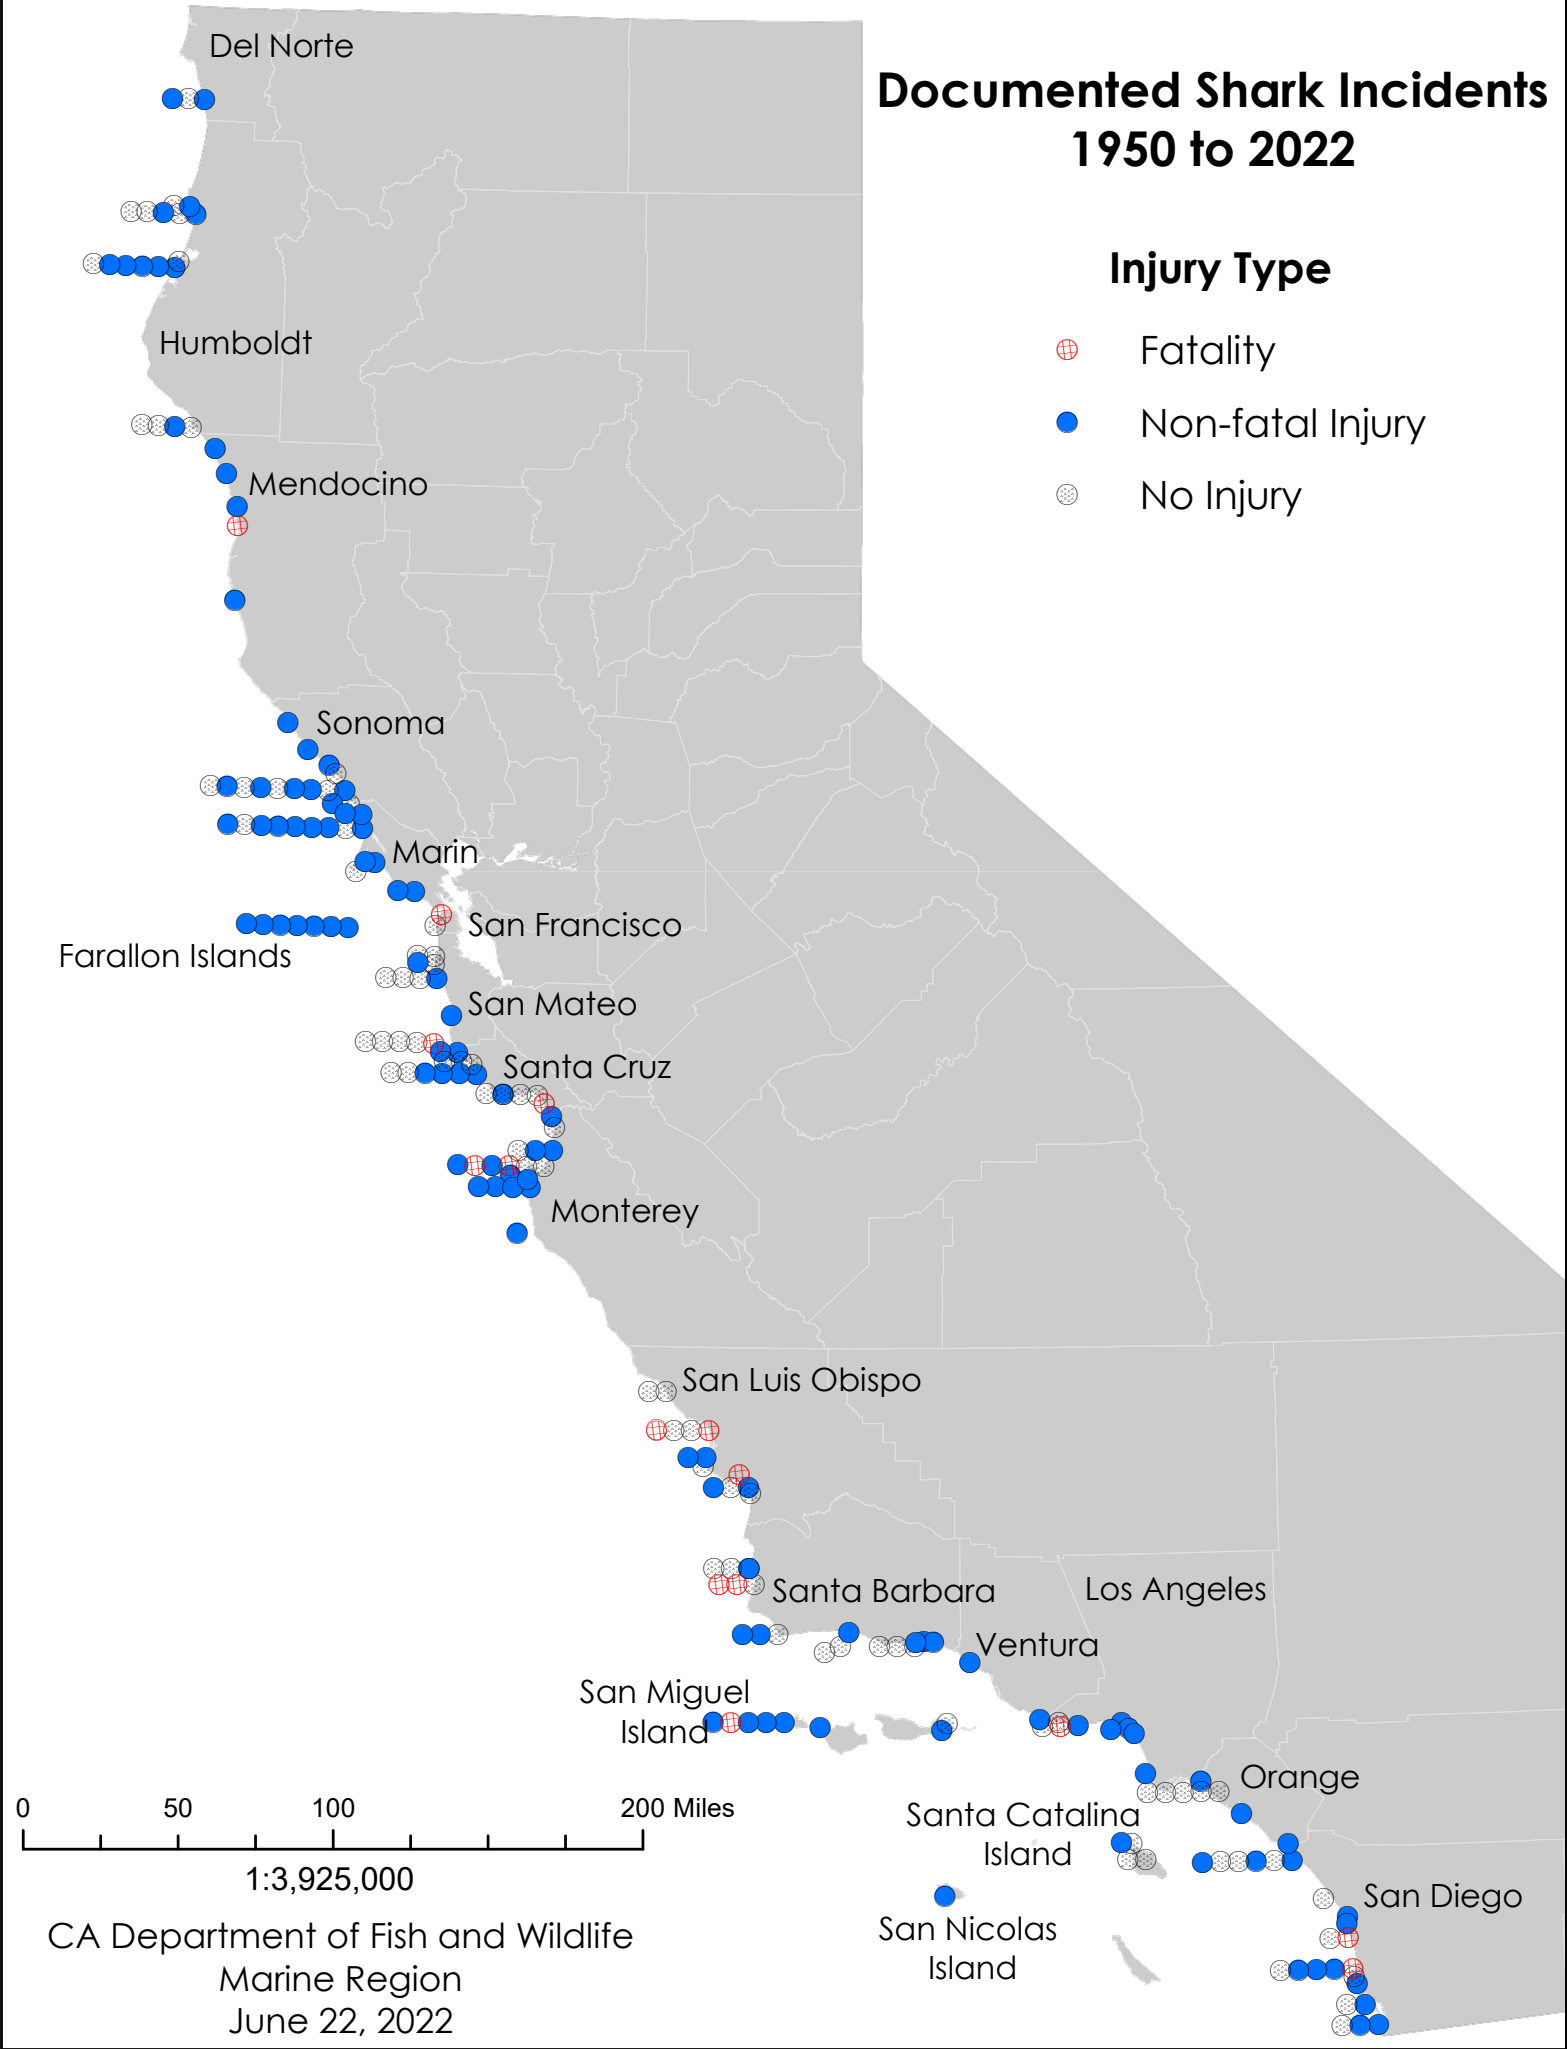 Del Norte
Documented Shark Incidents
1950 to 2022
Injury Type
Fatality
Non-fatal Injury
No Injury
Humboldt
Mendocino
Sonoma
Marin
San Francisco
Farallon Islands
San Mateo
Santa Cruz
Monterey
San Luis Obispo
Santa Barbara
Los Angeles
Ventura
San Miguel
Island
Orange
Santa Catalina
Island
San Diego
San Nicolas
Island
0 50 100 200 Miles
1:3,925,000
CA Department of Fish and Wildlife
Marine Region
June 22, 2022